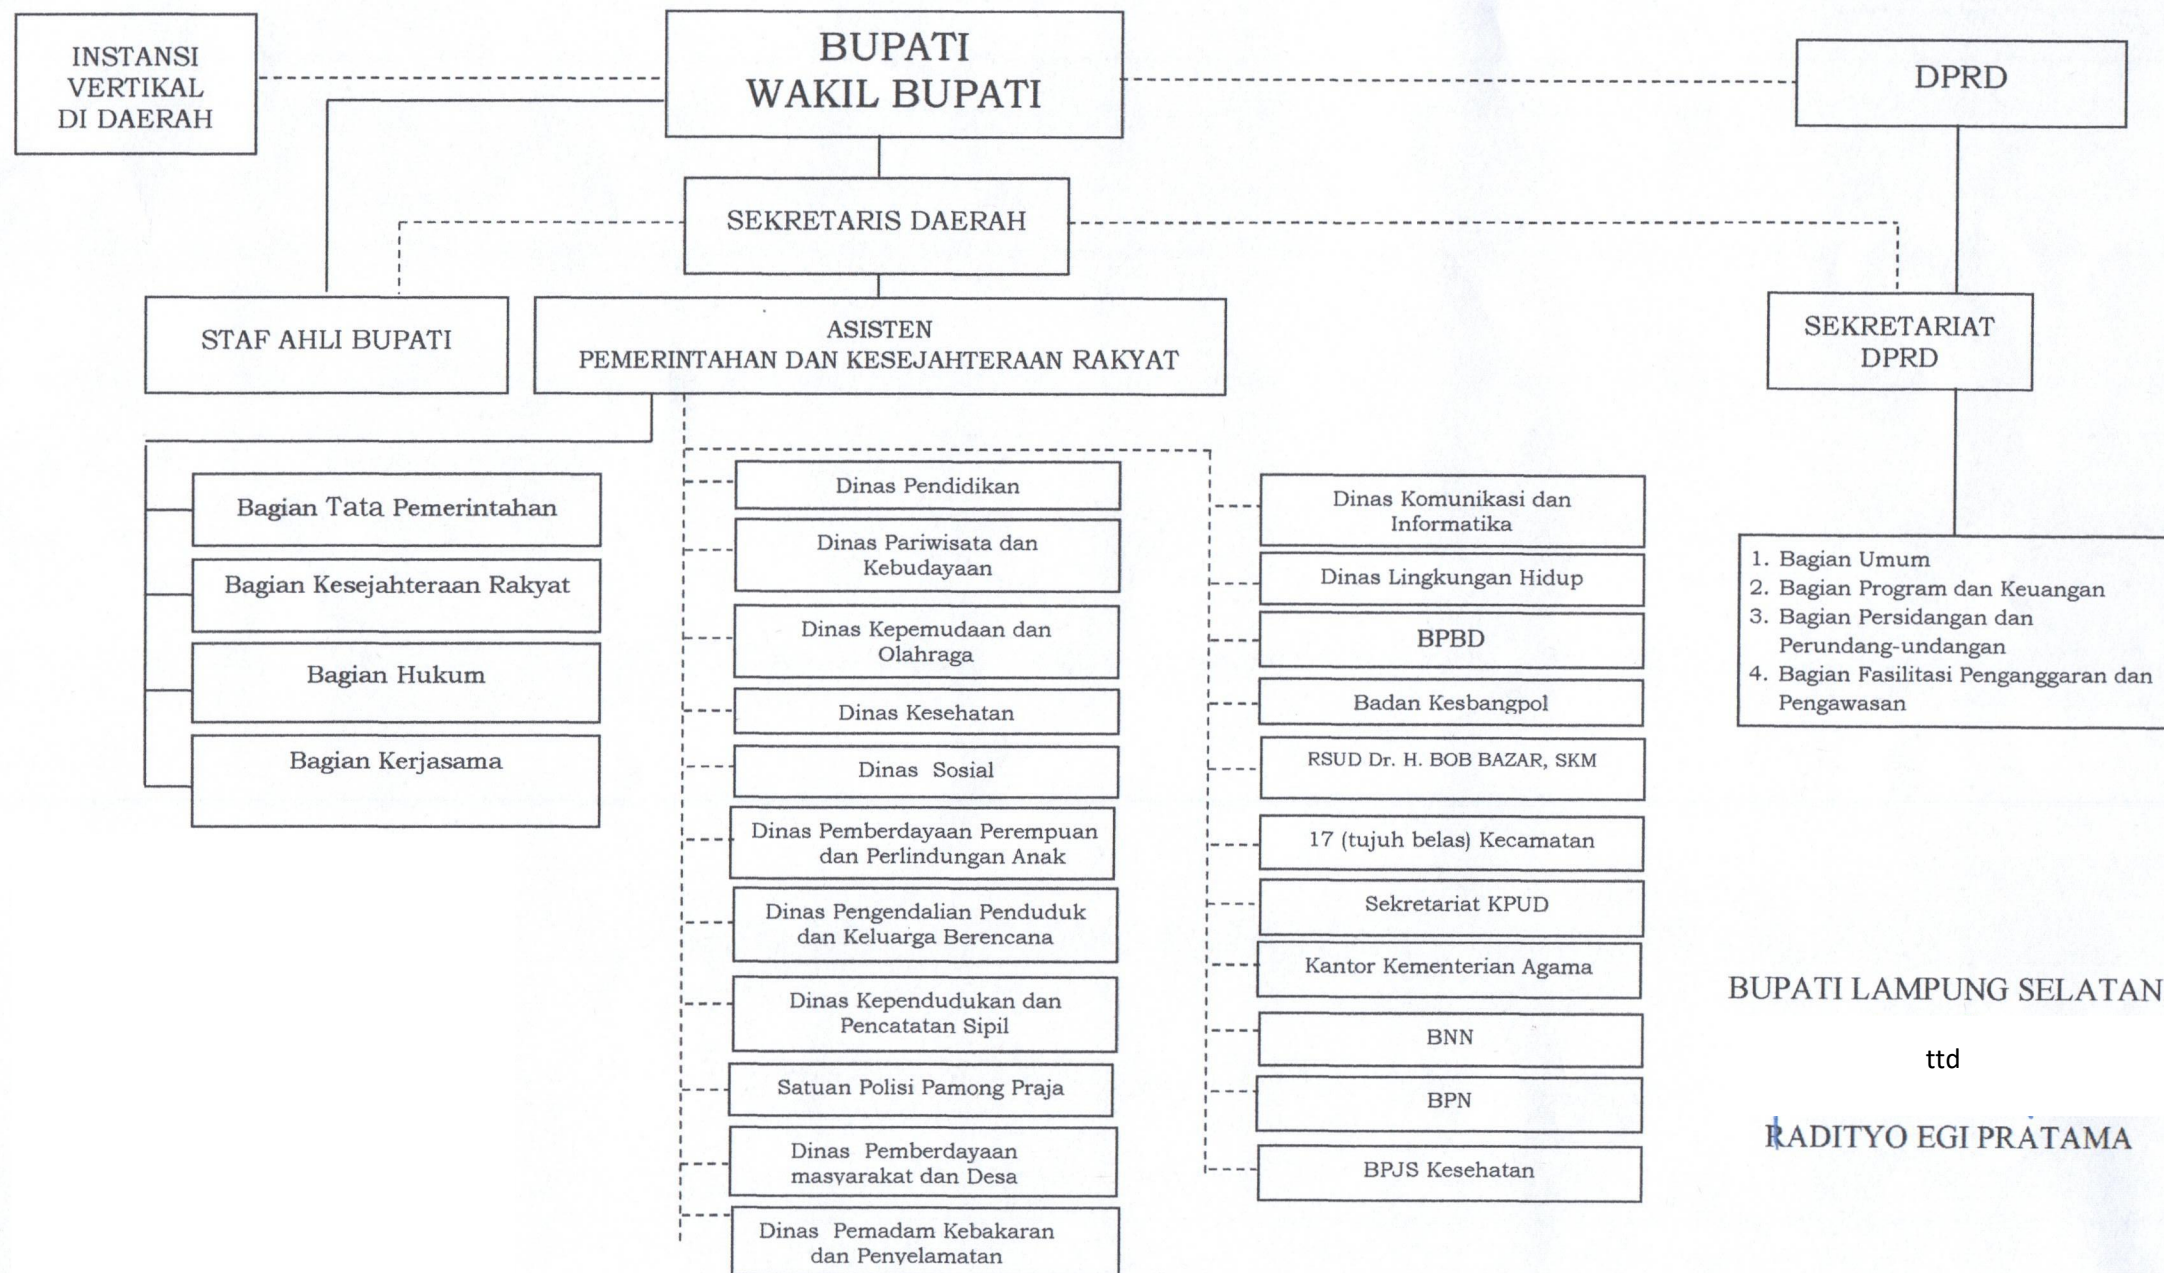 INSTANSI
VERTIKAL
DI DAERAH
BUPATI
WAKIL BUPATI
DPRD
SEKRETARIS DAERAH
STAF AHLI BUPATI
ASISTEN
PEMERINTAHAN DAN KESEJAHTERAAN RAKYAT
SEKRETARIAT
DPRD
Bagian Tata Pemerintahan
Bagian Kesejahteraan Rakyat
Bagian Hukum
Bagian Kerjasama
Dinas Pendidikan
Dinas Pariwisata dan
Kebudayaan
Dinas Kepemudaan dan
Olahraga
Dinas Kesehatan
Dinas Sosial
Dinas Pemberdayaan Perempuan
dan Perlindungan Anak
Dinas Pengendalian Penduduk
dan Keluarga Berencana
Dinas Kependudukan dan
Pencatatan Sipil
Satuan Polisi Pamong Praja
Dinas Pemberdayaan
masyarakat dan Desa
Dinas Pemadam Kebakaran
dan Penyelamatan
Dinas Komunikasi dan
Informatika
Dinas Lingkungan Hidup
BPBD
Badan Kesbangpol
RSUD Dr. H. BOB BAZAR, SKM
17 (tujuh belas) Kecamatan
Sekretariat KPUD
Kantor Kementerian Agama
BNN
BPN
BPJS Kesehatan
1. Bagian Umum
2. Bagian Program dan Keuangan
3. Bagian Persidangan dan
Perundang-undangan
4. Bagian Fasilitasi Penganggaran dan
Pengawasan
BUPATI LAMPUNG SELATAN
ttd
RADITYO EGI PRATAMA